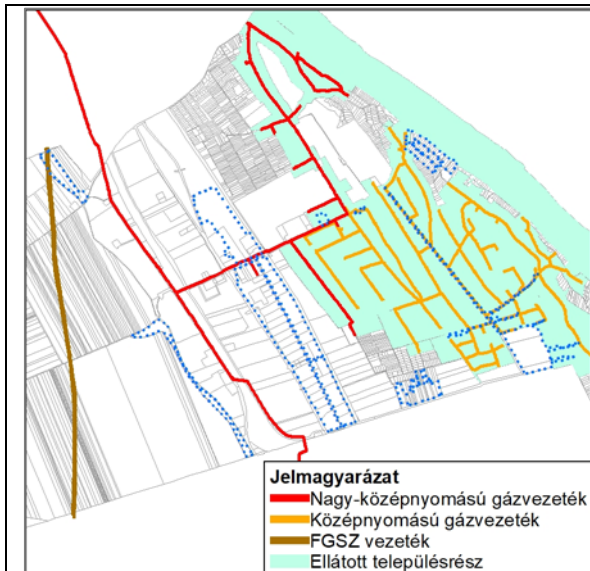 Jelmagyarázat
Nagy-középnyomású gázvezeték
Középnyomású gázvezeték
FGSZ vezeték
Ellátott településrész